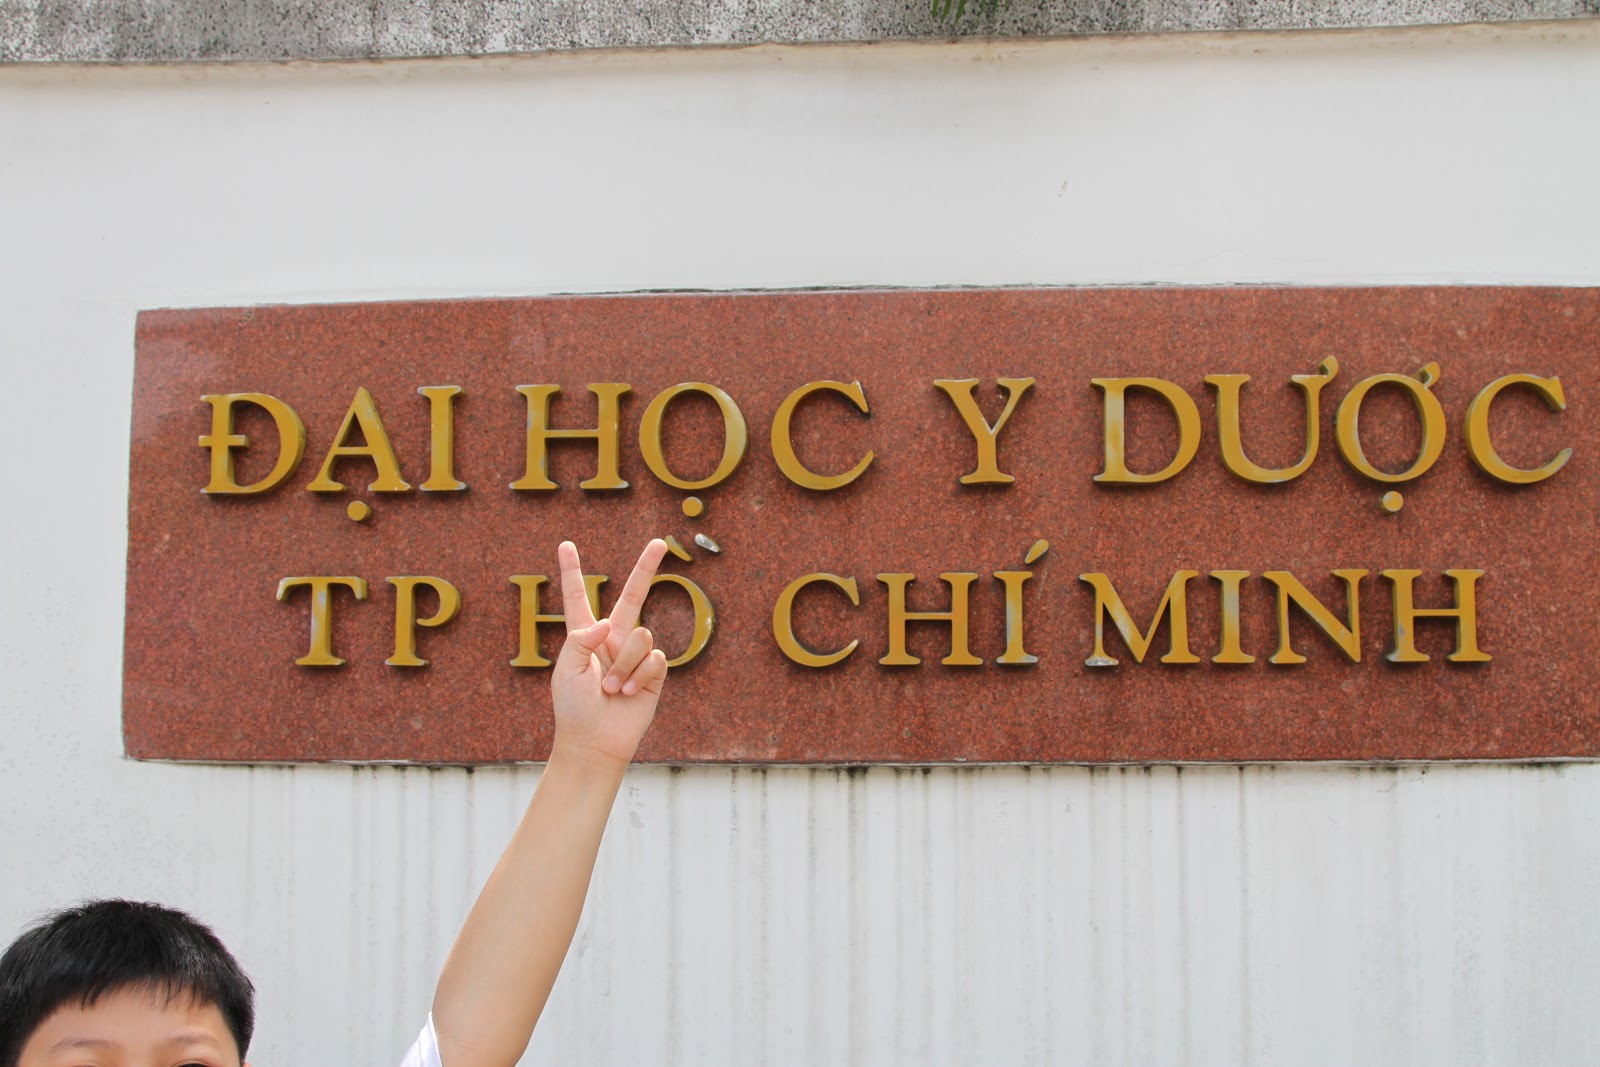 ĐẠI HỌC Y DƯỢC
TP HỒ CHÍ MINH